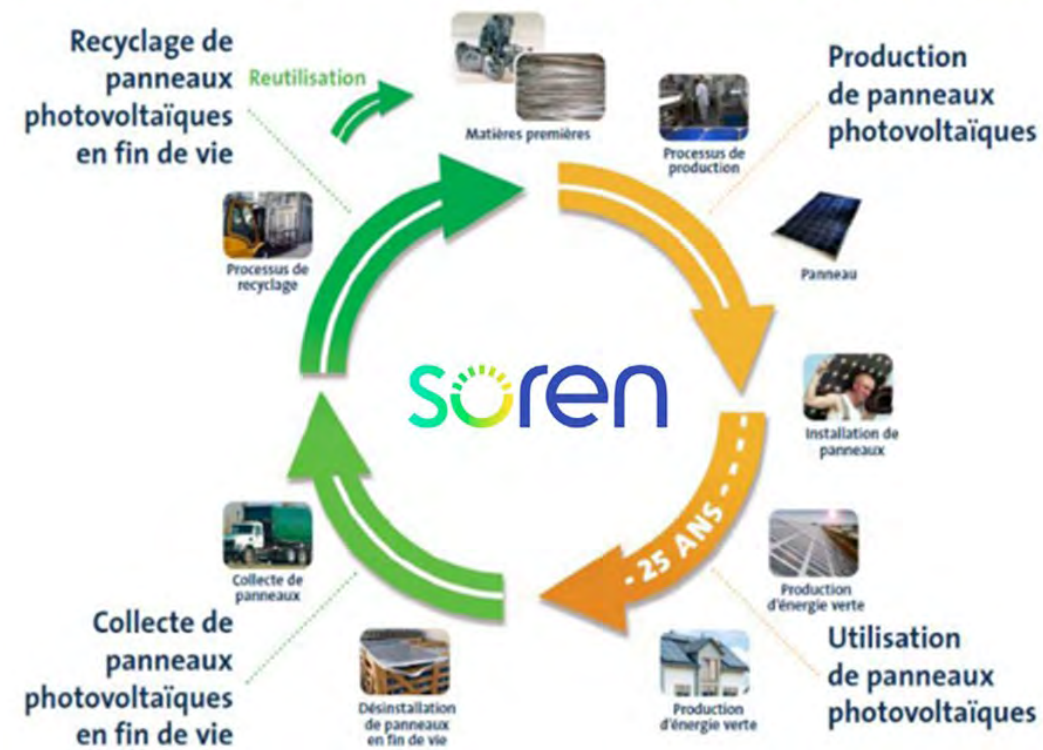 Recyclage de
panneaux
photovoltaïques
en fin de vie
Reutilisation
Matières premières
Processus de
production
Production
de panneaux
photovoltaïques
Processus de
recyclage
Panneau
soren
Installation de
panneaux
- 25 ANS - - -
Collecte de
panneaux
Production
d'énergie verte
Collecte de
panneaux
photovoltaïques
en fin de vie
Désinstallation
de panneaux
en fin de vie
Production
d'énergie verte
Utilisation
de panneaux
photovoltaïques